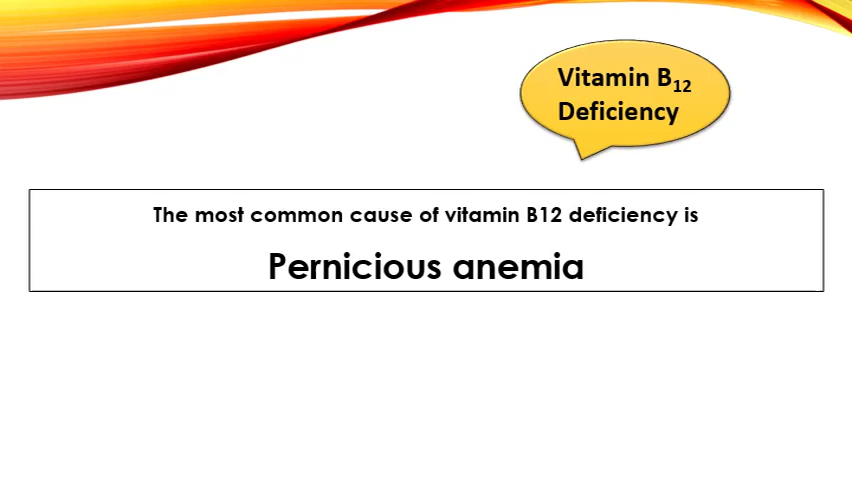 Vitamin B12
Deficiency
The most common cause of vitamin B12 deficiency is
Pernicious anemia